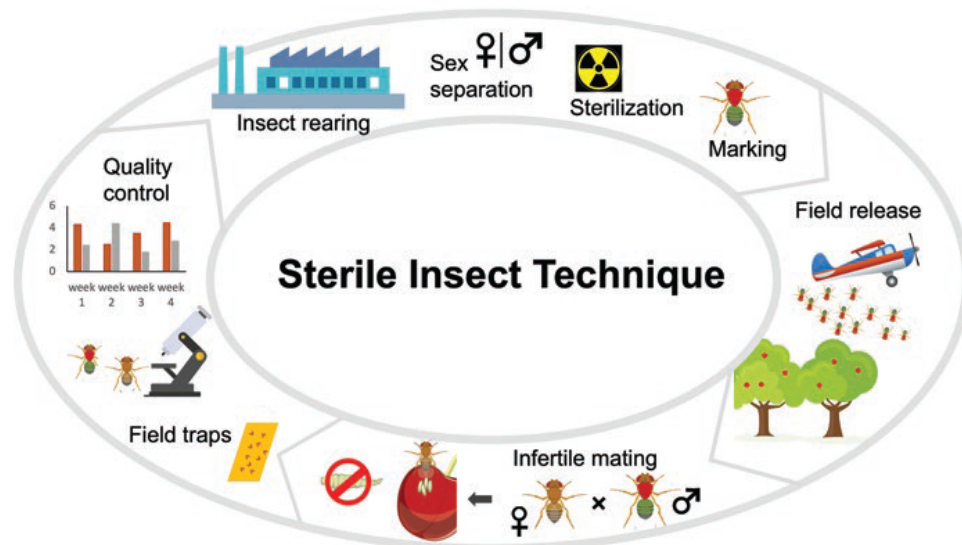 Sex ♀|♂
separation
Insect rearing
Sterilization
Marking
Quality
control
6
4
2
0
week week week week
1 2 3 4
Field release
Sterile Insect Technique
Field traps
Infertile mating
♀ × ♂